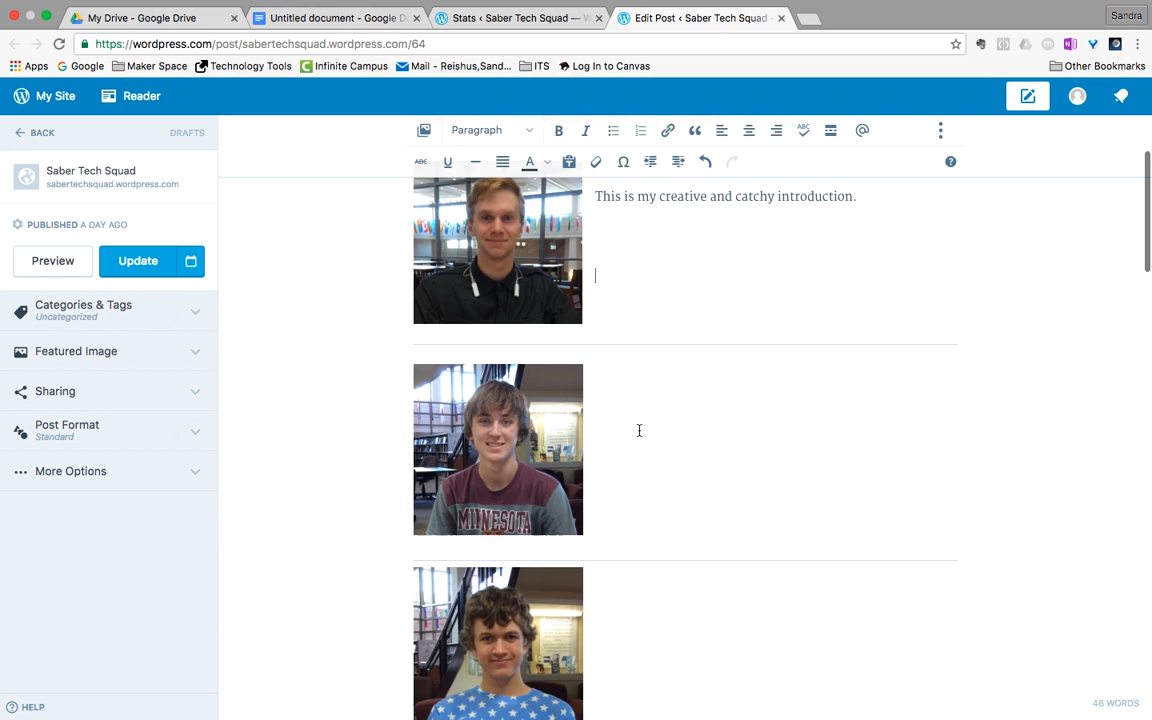 My Drive - Google Drive
Untitled document - Google D
Stats ‹ Saber Tech Squad — W
Edit Post ‹ Saber Tech Squad
Sandra
https://wordpress.com/post/sabertechsquad.wordpress.com/64
Apps
Google
Maker Space
Technology Tools
Infinite Campus
Mail - Reishus,Sand...
ITS
Log In to Canvas
Other Bookmarks
My Site
Reader
BACK
DRAFTS
Paragraph
B
I
ABC
ABC
U
A
Ω
Saber Tech Squad
sabertechsquad.wordpress.com
PUBLISHED A DAY AGO
Preview
Update
Categories & Tags
Uncategorized
Featured Image
Sharing
Post Format
Standard
More Options
This is my creative and catchy introduction.
MINNESOTA
HELP
46 WORDS